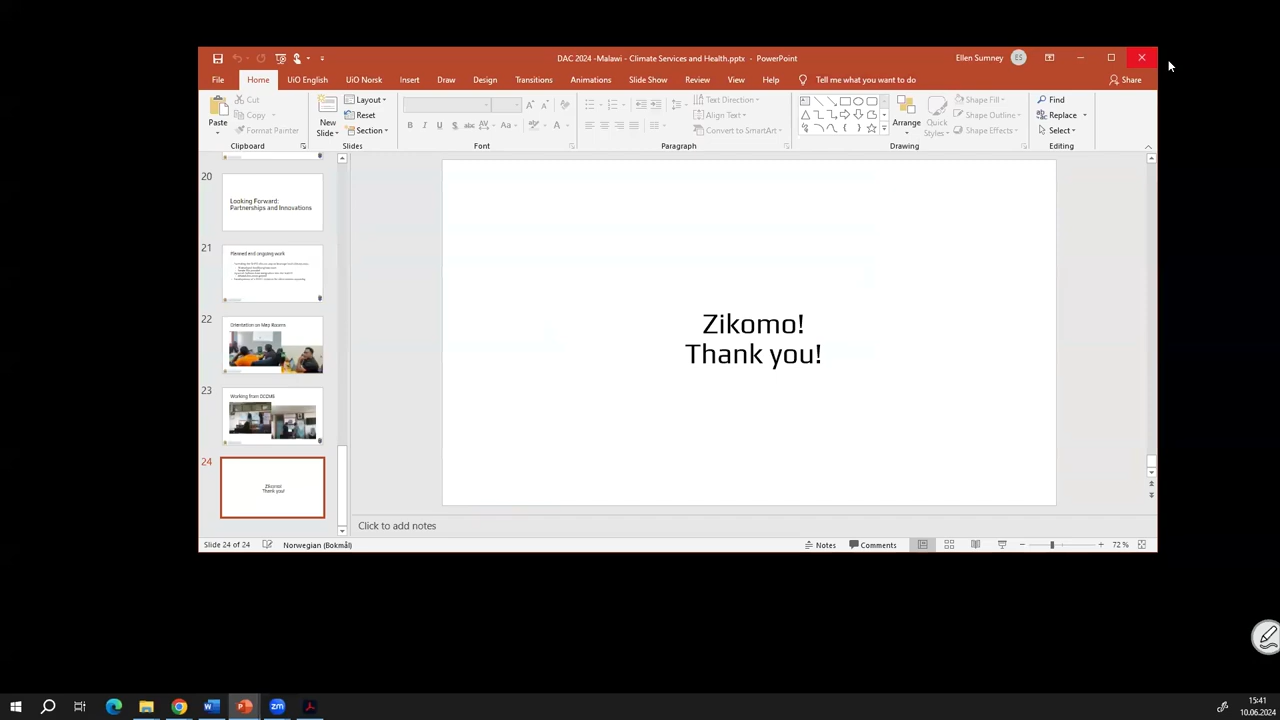 DAC 2024 -Malawi - Climate Services and Health.pptx - PowerPoint
Ellen Sumney
ES
File Home UiO English UiO Norsk Insert Draw Design Transitions Animations Slide Show Review View Help Tell me what you want to do Share
Paste
Cut
Copy
Format Painter
Clipboard
New
Slide
Layout
Reset
Section
Slides
Font
Text Direction
Align Text
Convert to SmartArt
Paragraph
Arrange
Quick
Styles
Shape Fill
Shape Outline
Shape Effects
Drawing
Find
Replace
Select
Editing
20
Looking Forward:
Partnerships and Innovations
21
Planned and ongoing work
22
Orientation on Map Rooms
23
24
Zikomo!
Thank you!
Zikomo!
Thank you!
Click to add notes
Slide 24 of 24
Norwegian (Bokmål)
Notes
Comments
72 %
15:41
10.06.2024